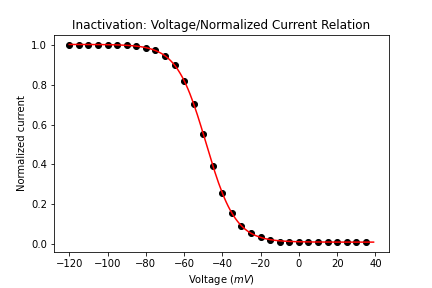 Inactivation: Voltage/Normalized Current Relation
1.0
0.8
0.6
0.4
0.2
0.0
Normalized current
−120 −100 −80 −60 −40 −20 0 20 40
Voltage (mV)